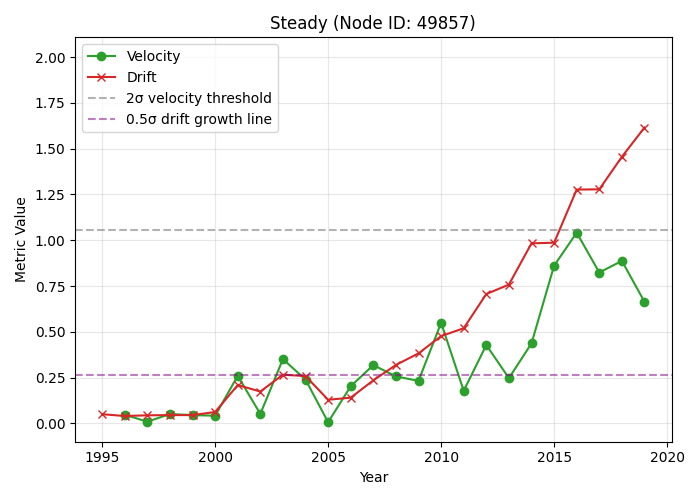 Steady (Node ID: 49857)
Velocity
Drift
2σ velocity threshold
0.5σ drift growth line
2.00
1.75
1.50
1.25
1.00
0.75
0.50
0.25
0.00
Metric Value
1995 2000 2005 2010 2015 2020
Year